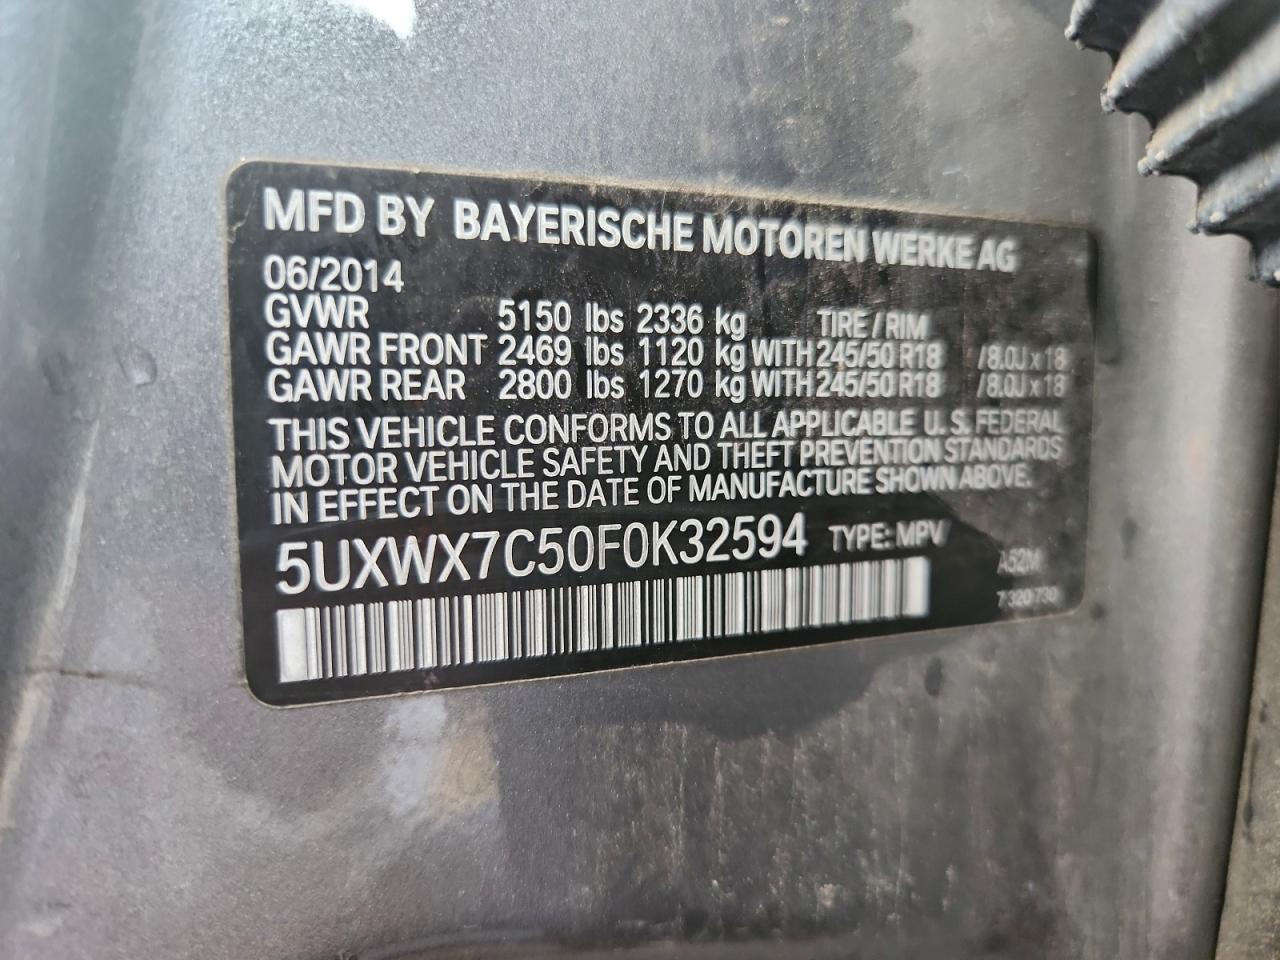 MFD BY BAYERISCHE MOTOREN WERKE AG
06/2014
GVWR 5150 lbs 2336 kg TIRE / RIM
GAWR FRONT 2469 lbs 1120 kg WITH 245/50 R18 /8.0J x 18
GAWR REAR 2800 lbs 1270 kg WITH 245/50 R18 /8.0J x 18
THIS VEHICLE CONFORMS TO ALL APPLICABLE U.S. FEDERAL
MOTOR VEHICLE SAFETY AND THEFT PREVENTION STANDARDS
IN EFFECT ON THE DATE OF MANUFACTURE SHOWN ABOVE.
5UXWX7C50F0K32594 TYPE: MPV
A52M
7 320 730